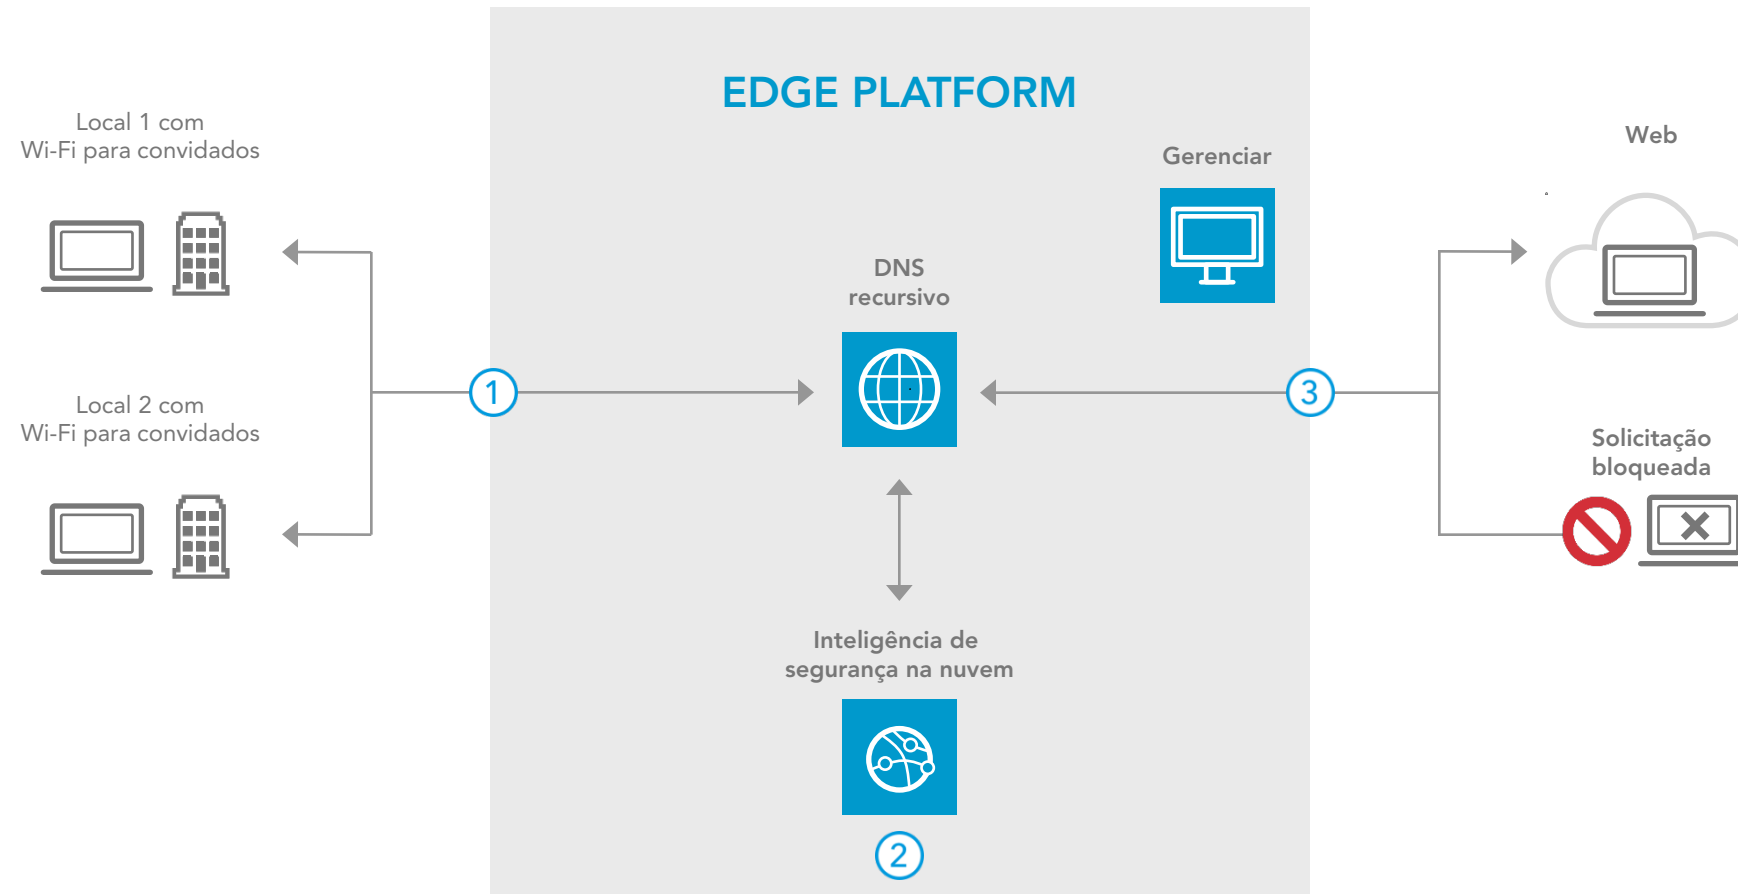 EDGE PLATFORM
Local 1 com
Wi-Fi para convidados
Gerenciar
Web
DNS
recursivo
1
3
Local 2 com
Wi-Fi para convidados
Solicitação
bloqueada
Inteligência de
segurança na nuvem
2